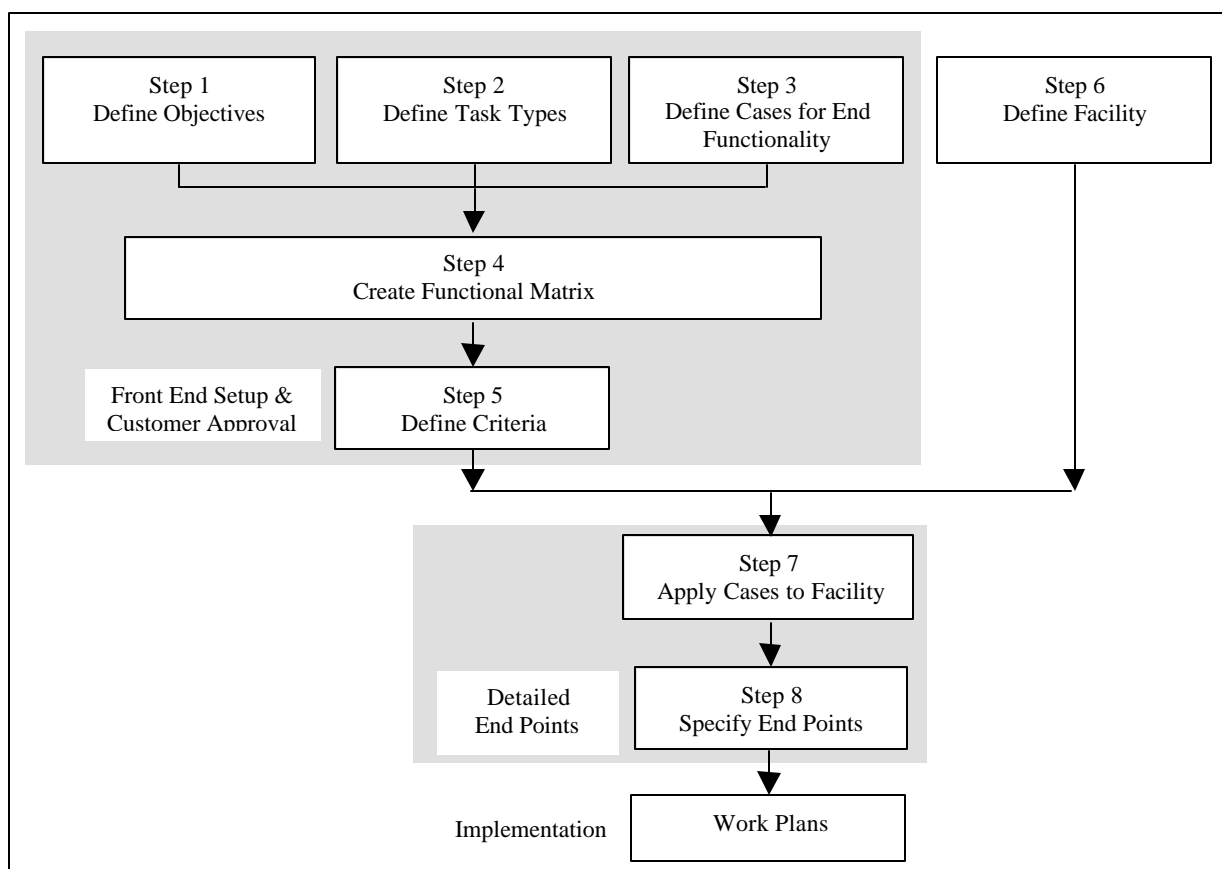 Step 1
Define Objectives
Step 2
Define Task Types
Step 3
Define Cases for End
Functionality
Step 6
Define Facility
Step 4
Create Functional Matrix
Front End Setup &
Customer Approval
Step 5
Define Criteria
Step 7
Apply Cases to Facility
Detailed
End Points
Step 8
Specify End Points
Implementation
Work Plans